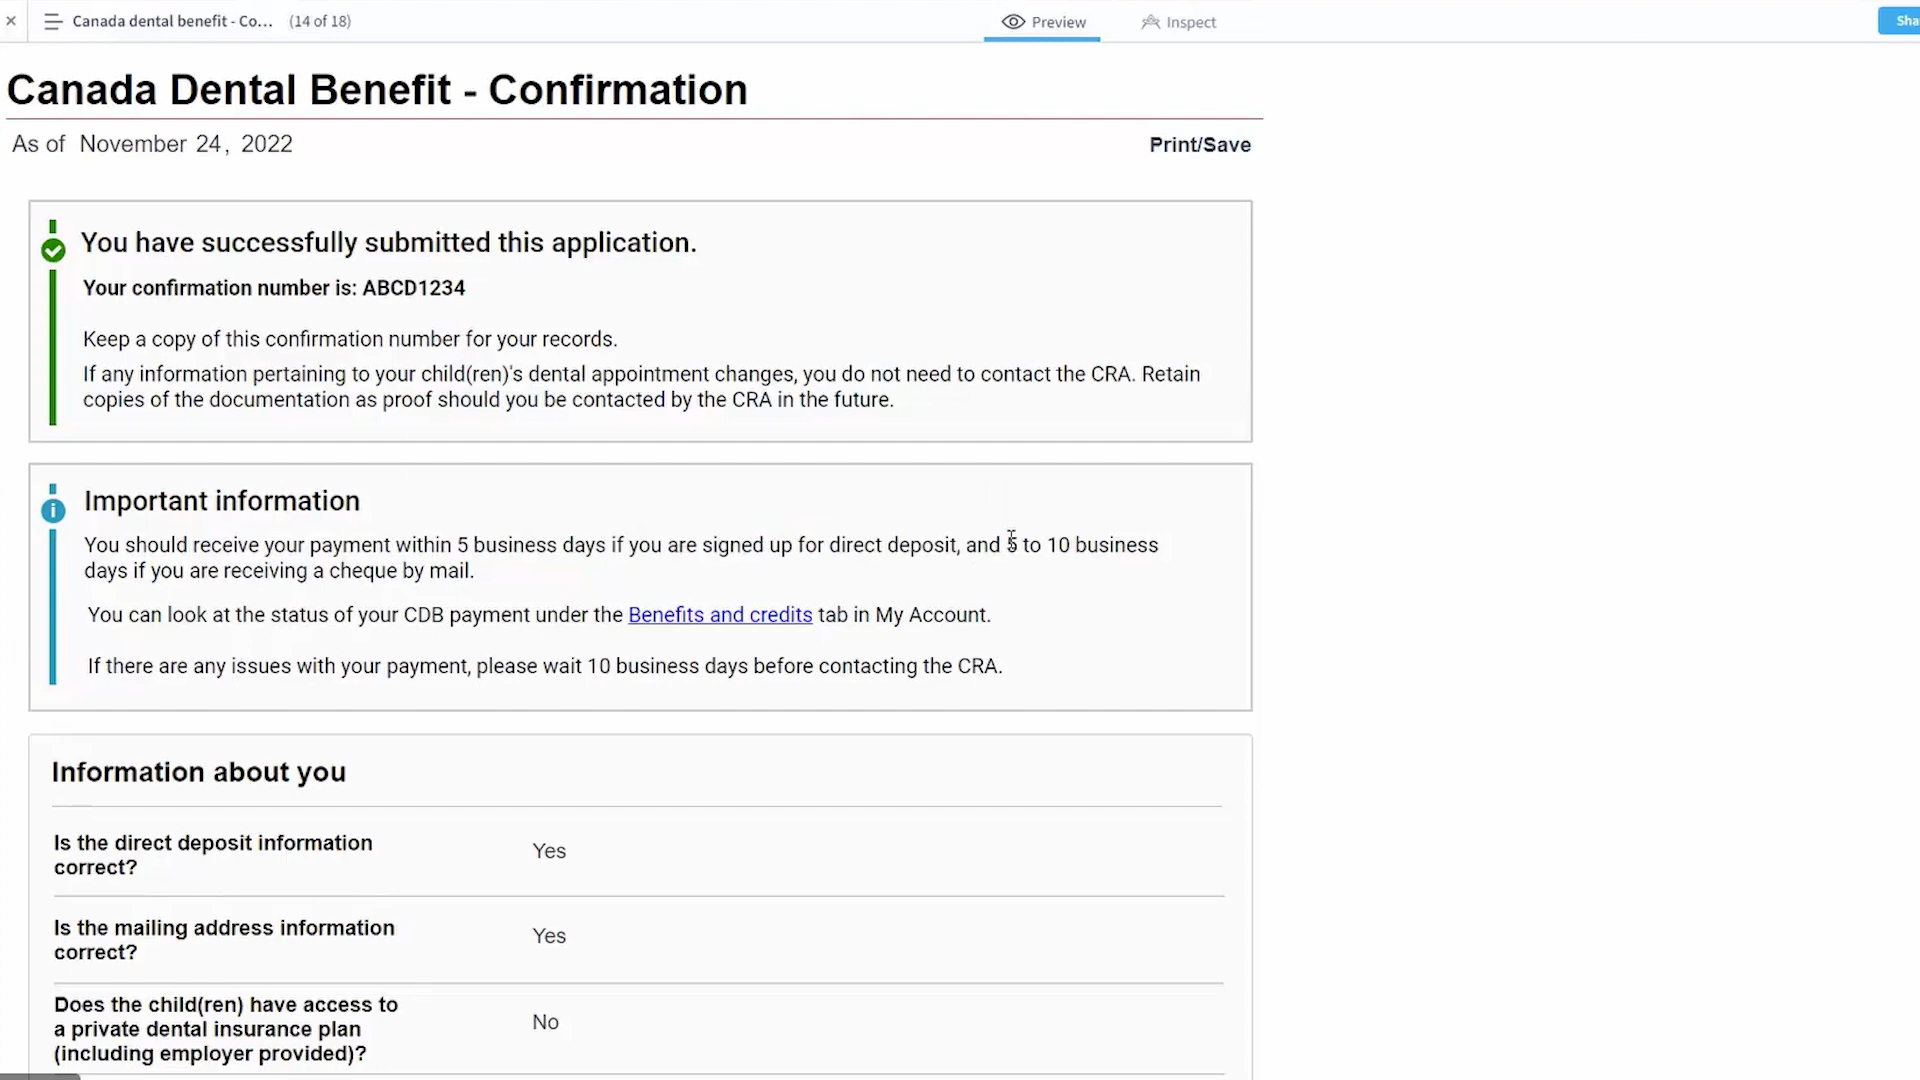 Canada dental benefit - Co... (14 of 18)
Preview
Inspect
Canada Dental Benefit - Confirmation
As of November 24, 2022
Print/Save
You have successfully submitted this application.
Your confirmation number is: ABCD1234
Keep a copy of this confirmation number for your records.
If any information pertaining to your child(ren)'s dental appointment changes, you do not need to contact the CRA. Retain
copies of the documentation as proof should you be contacted by the CRA in the future.
Important information
You should receive your payment within 5 business days if you are signed up for direct deposit, and to 10 business
days if you are receiving a cheque by mail.
You can look at the status of your CDB payment under the Benefits and credits tab in My Account.
If there are any issues with your payment, please wait 10 business days before contacting the CRA.
Information about you
Is the direct deposit information
correct?
Yes
Is the mailing address information
correct?
Yes
Does the child(ren) have access to
a private dental insurance plan
(including employer provided)?
No